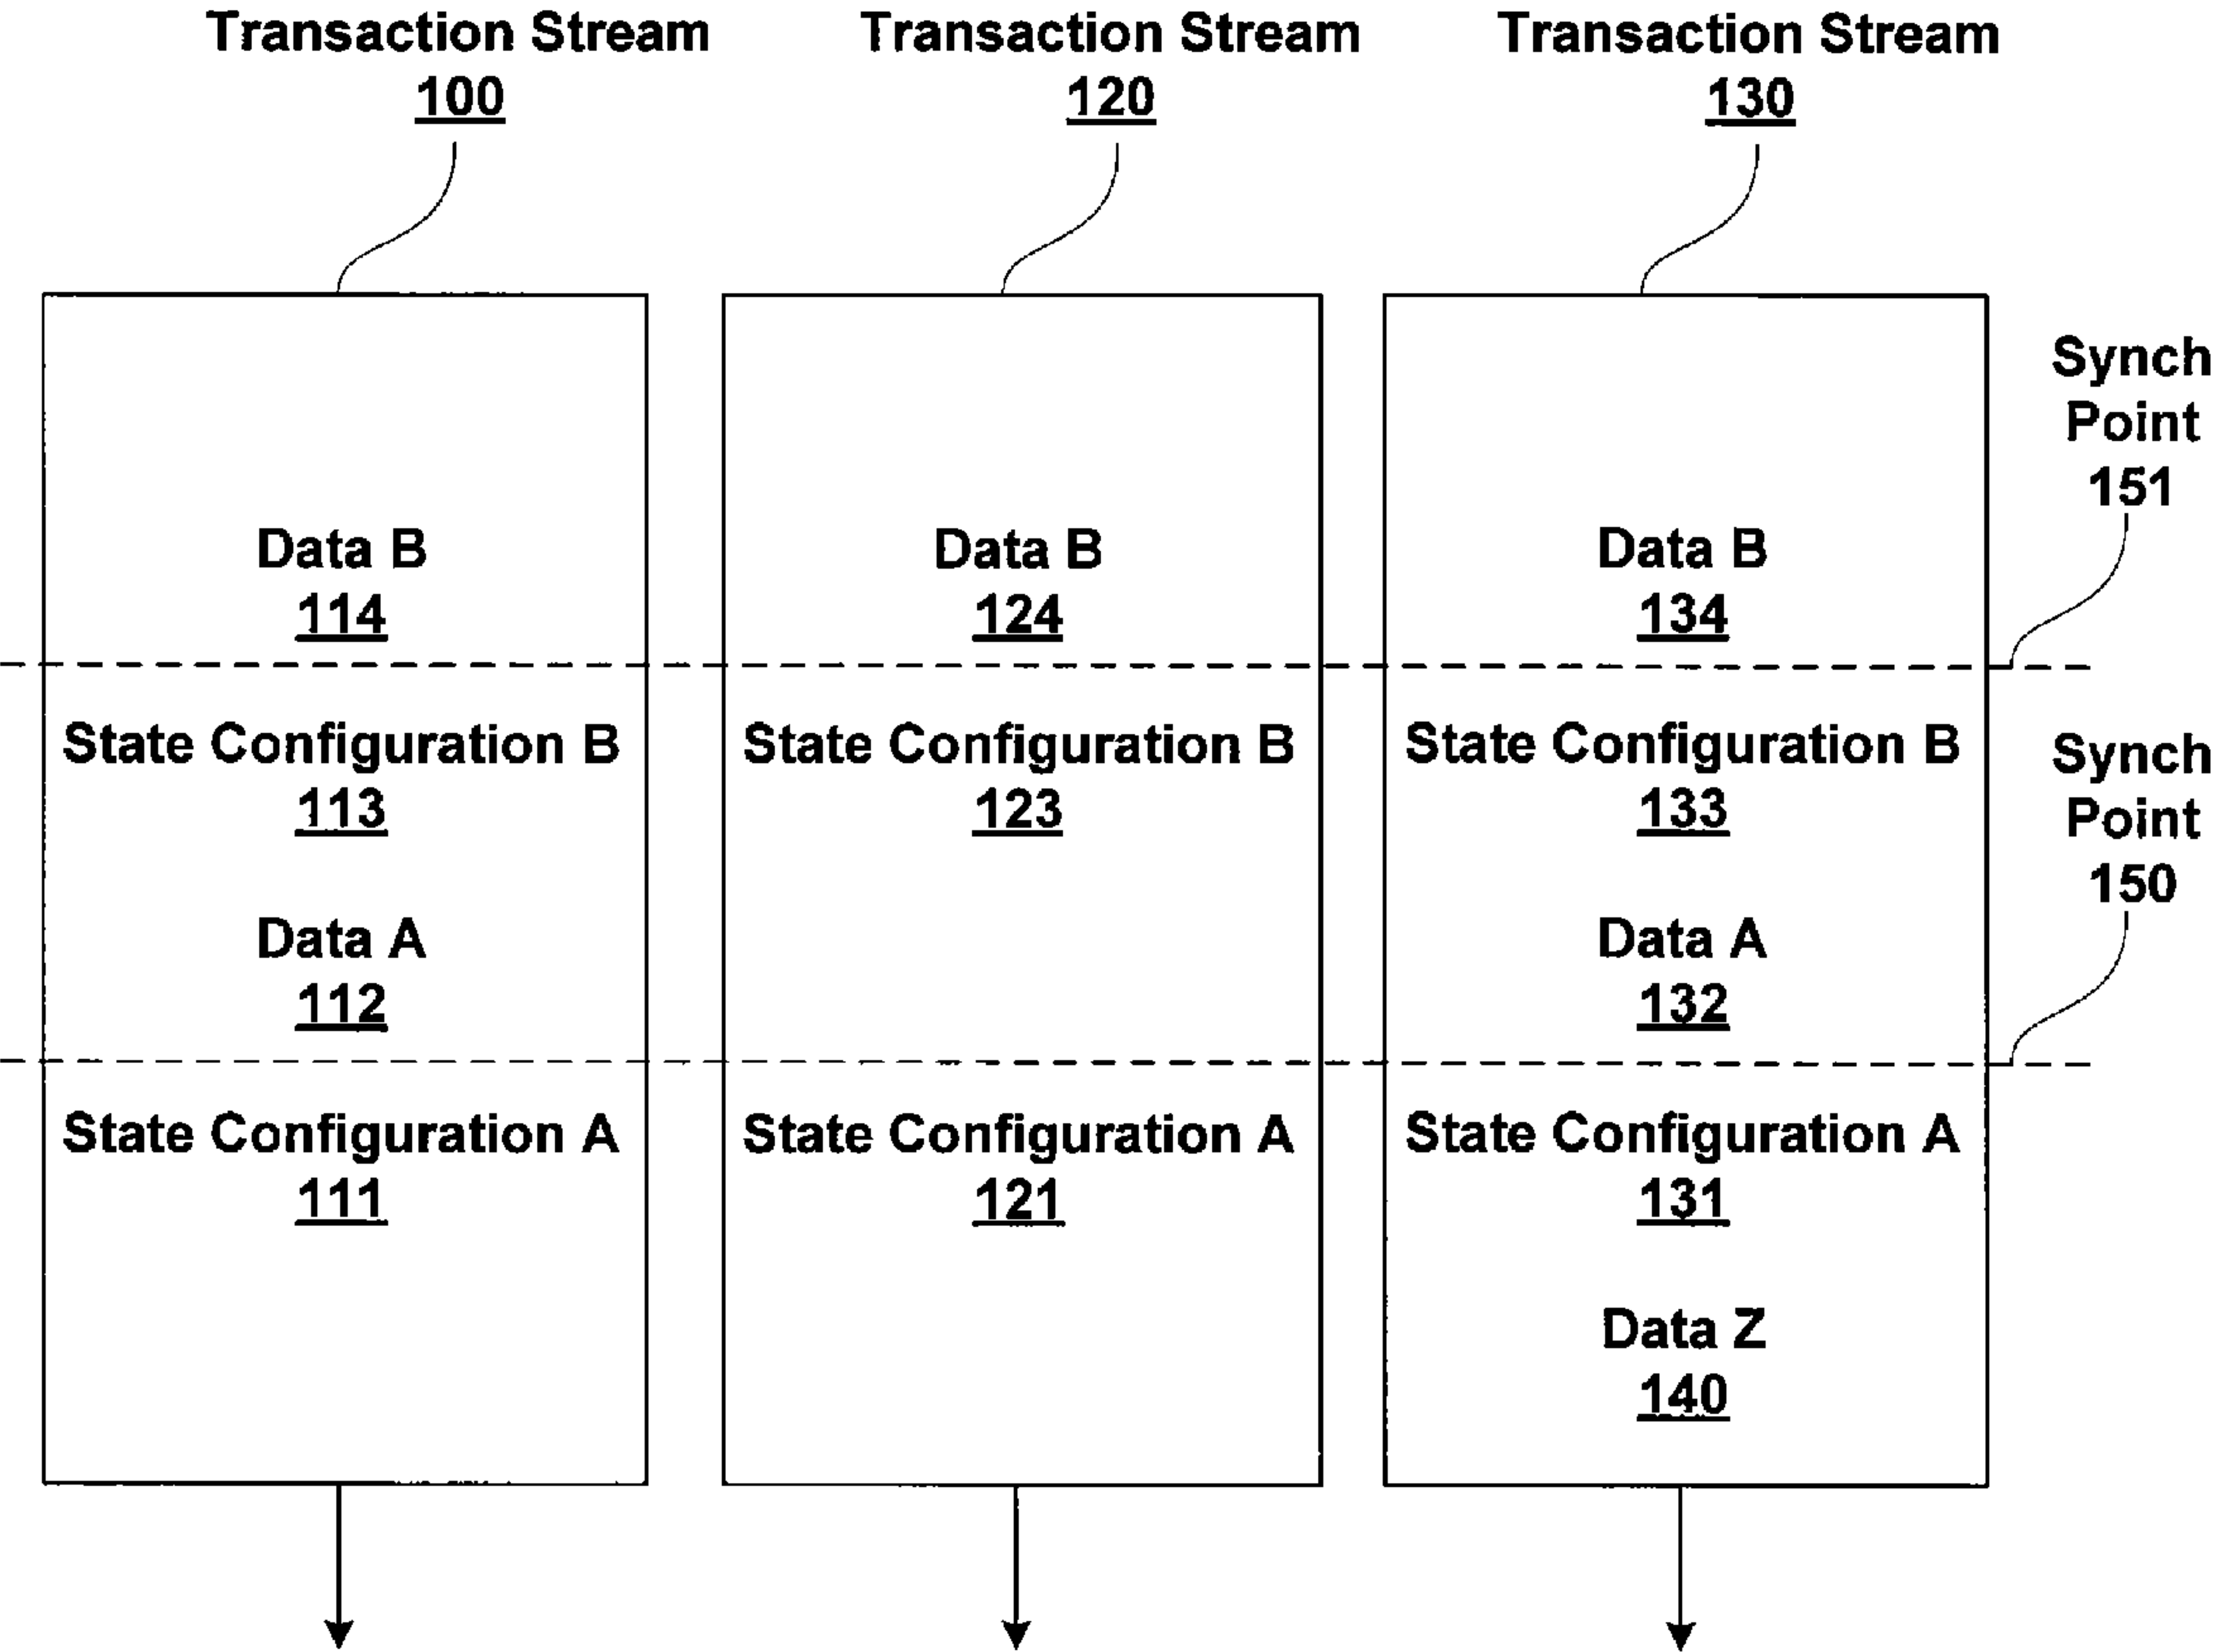 Transaction Stream
100
Transaction Stream
120
Transaction Stream
130
Synch
Point
151
Data B
114
Data B
124
Data B
134
State Configuration B
113
State Configuration B
123
State Configuration B
133
Synch
Point
150
Data A
112
Data A
132
State Configuration A
111
State Configuration A
121
State Configuration A
131
Data Z
140